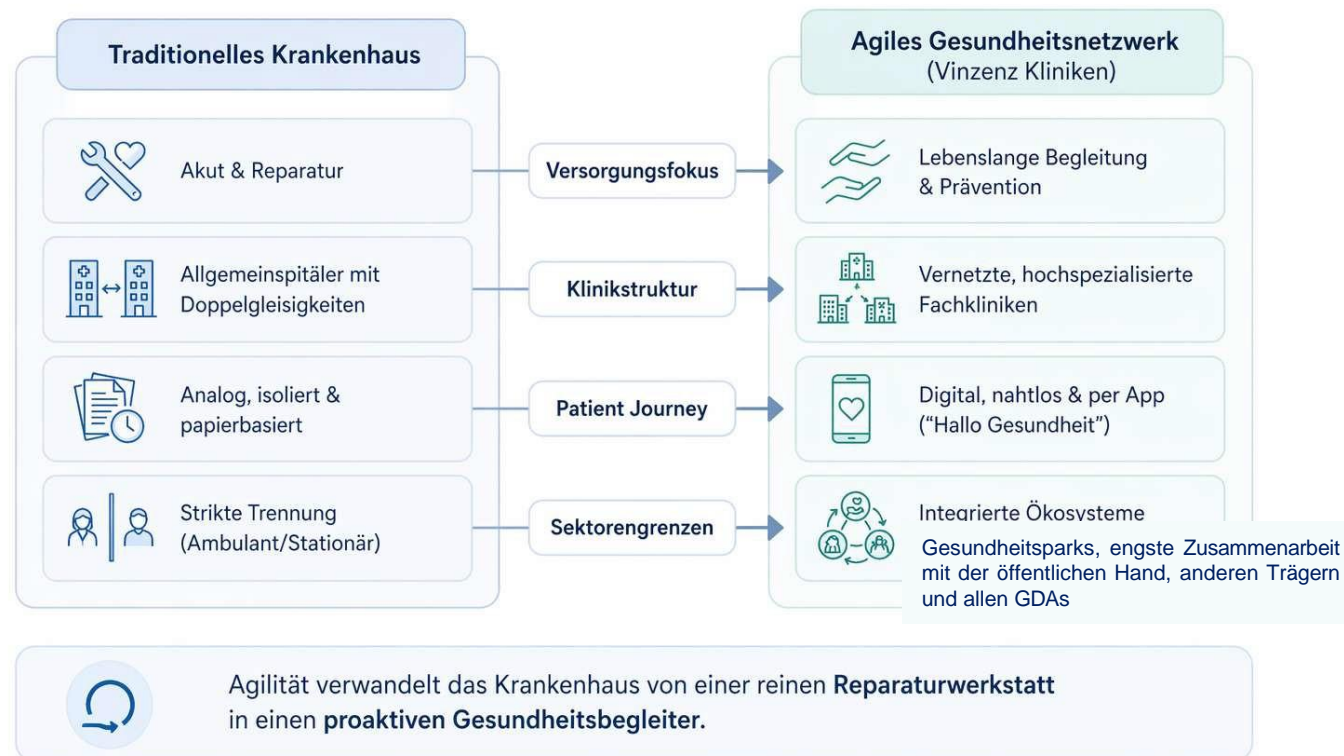 Traditionelles Krankenhaus
Agiles Gesundheitsnetzwerk
(Vinzenz Kliniken)
Akut & Reparatur
Versorgungsfokus
Lebenslange Begleitung
& Prävention
Allgemeinspitäler mit
Doppelgleisigkeiten
Klinikstruktur
Vernetzte, hochspezialisierte
Fachkliniken
Analog, isoliert &
papierbasiert
Patient Journey
Digital, nahtlos & per App
(“Hallo Gesundheit”)
Strikte Trennung
(Ambulant/Stationär)
Sektorengrenzen
Integrierte Ökosysteme
Gesundheitsparks, engste Zusammenarbeit
mit der öffentlichen Hand, anderen Trägern
und allen GDAs
Agilität verwandelt das Krankenhaus von einer reinen Reparaturwerkstatt
in einen proaktiven Gesundheitsbegleiter.